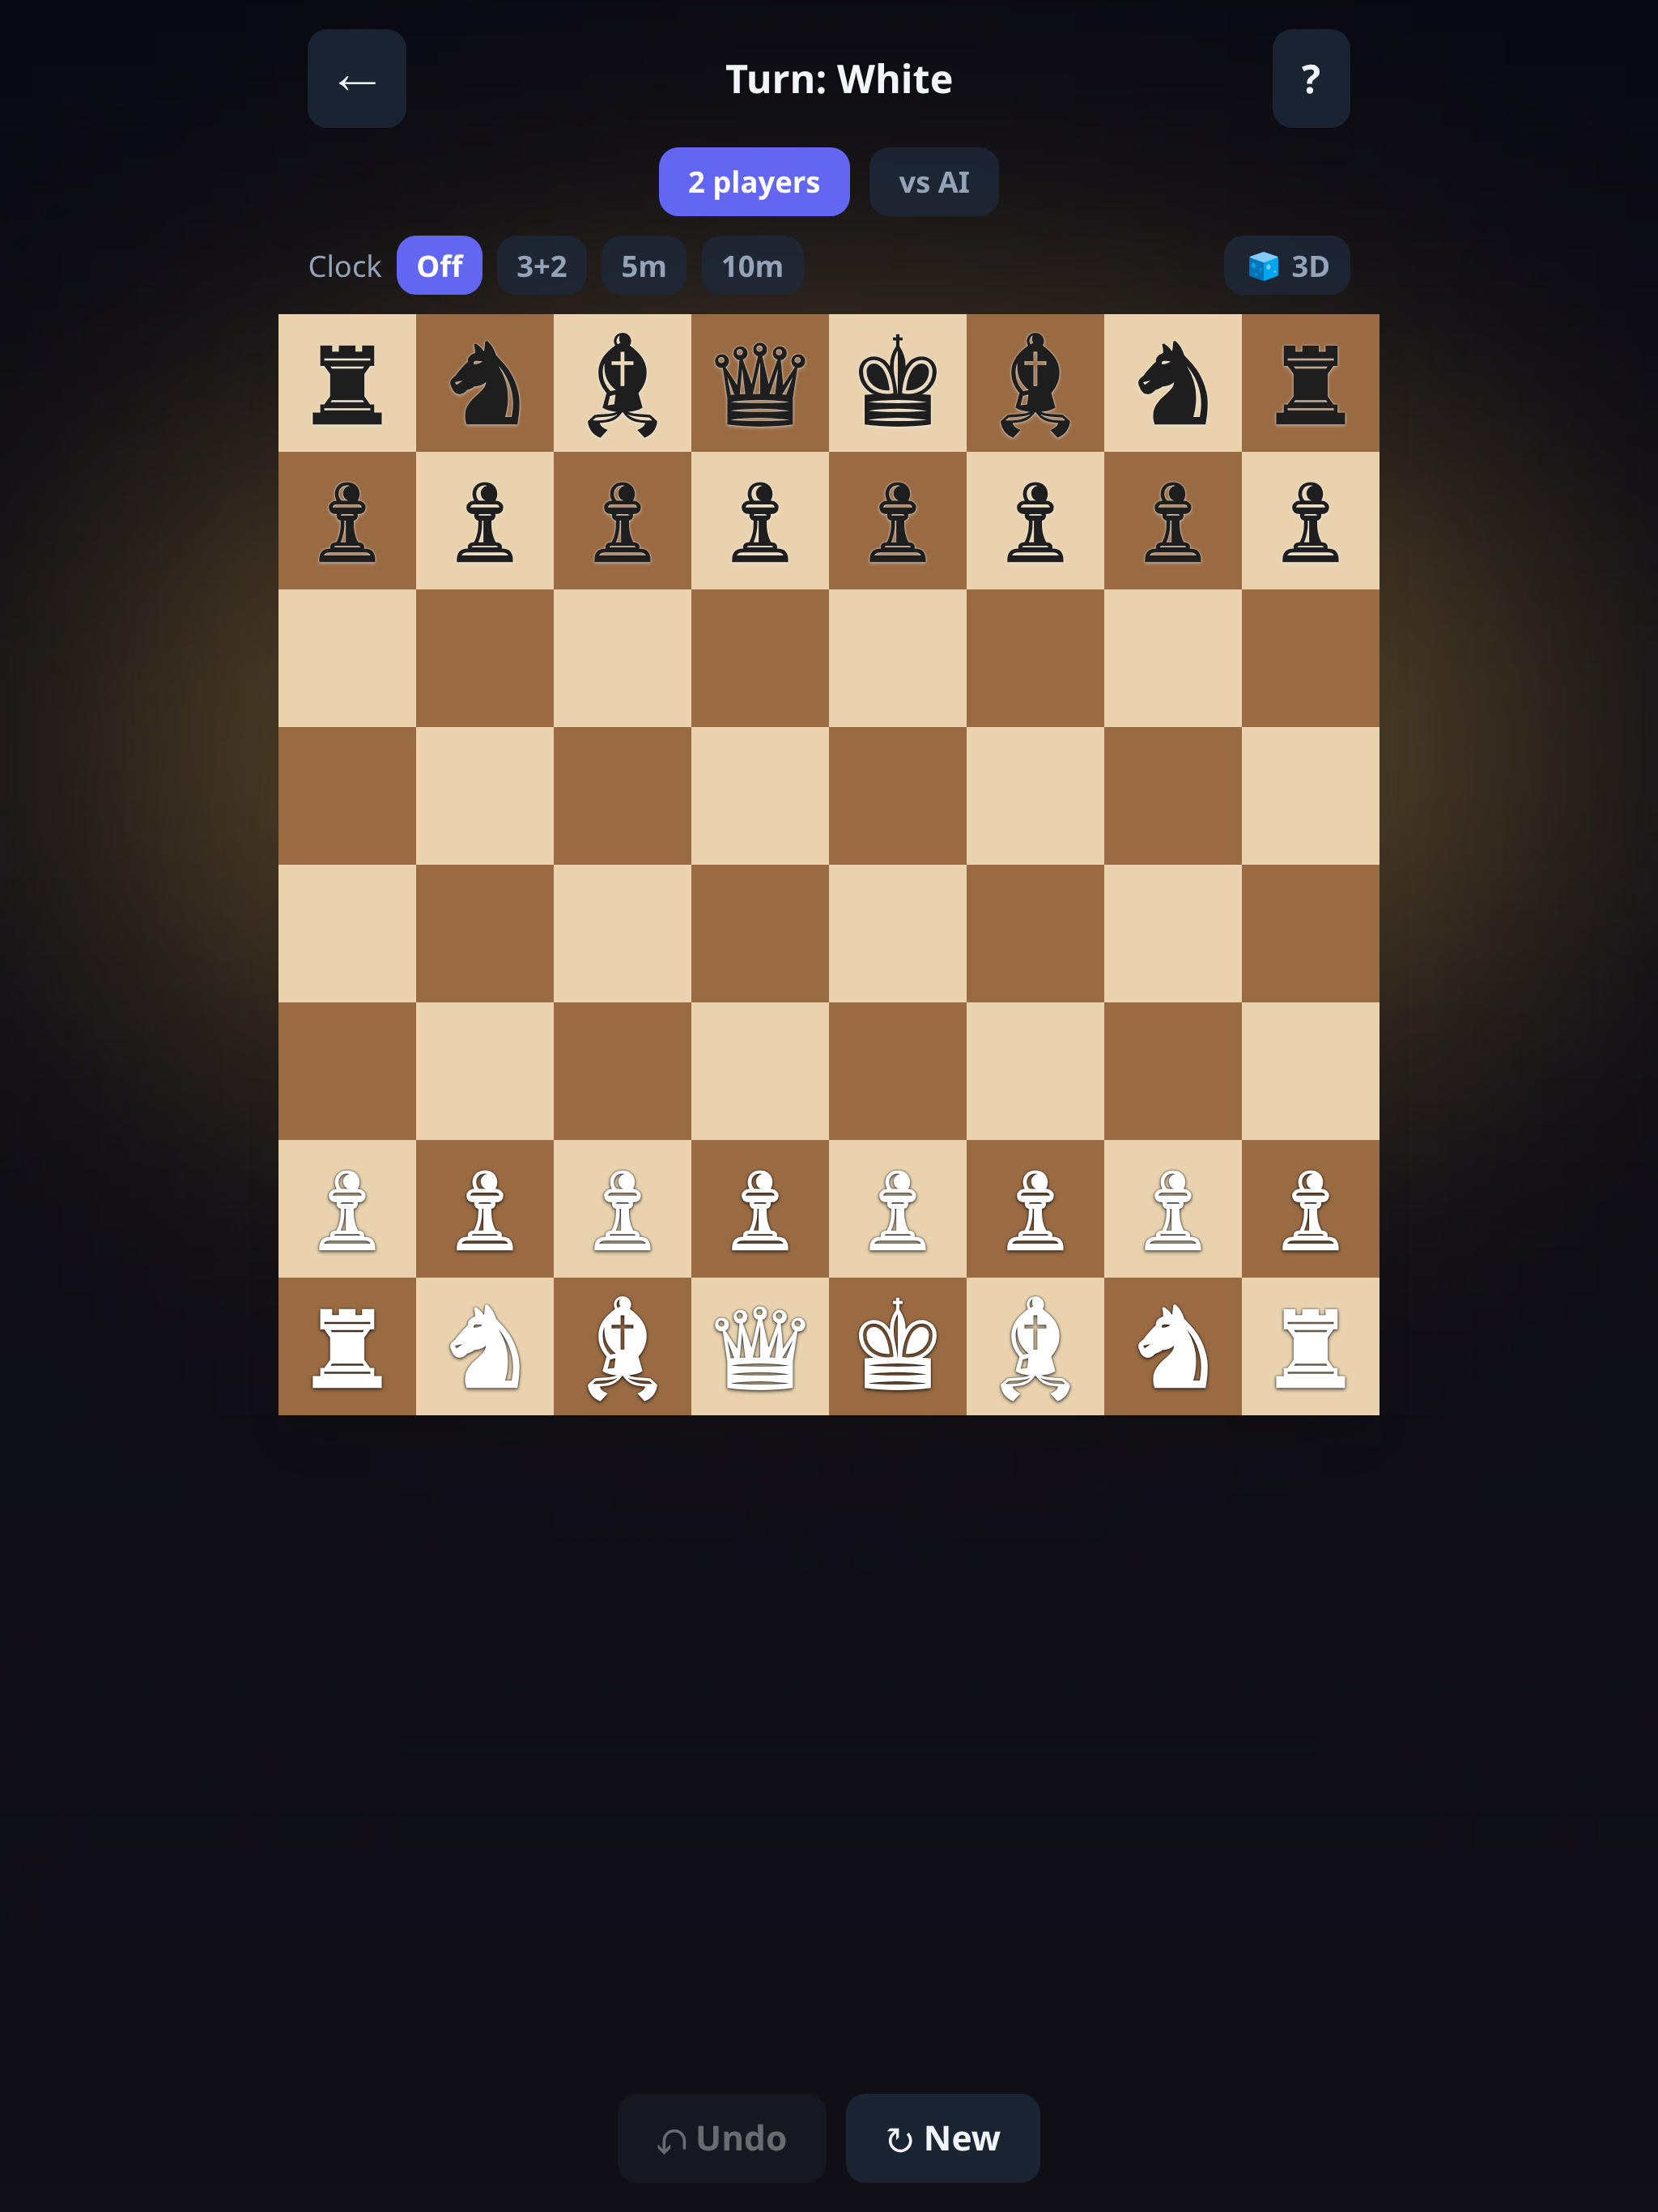 ← Turn: White ?
2 players vs AI
Clock Off 3+2 5m 10m 3D
Undo ↻ New